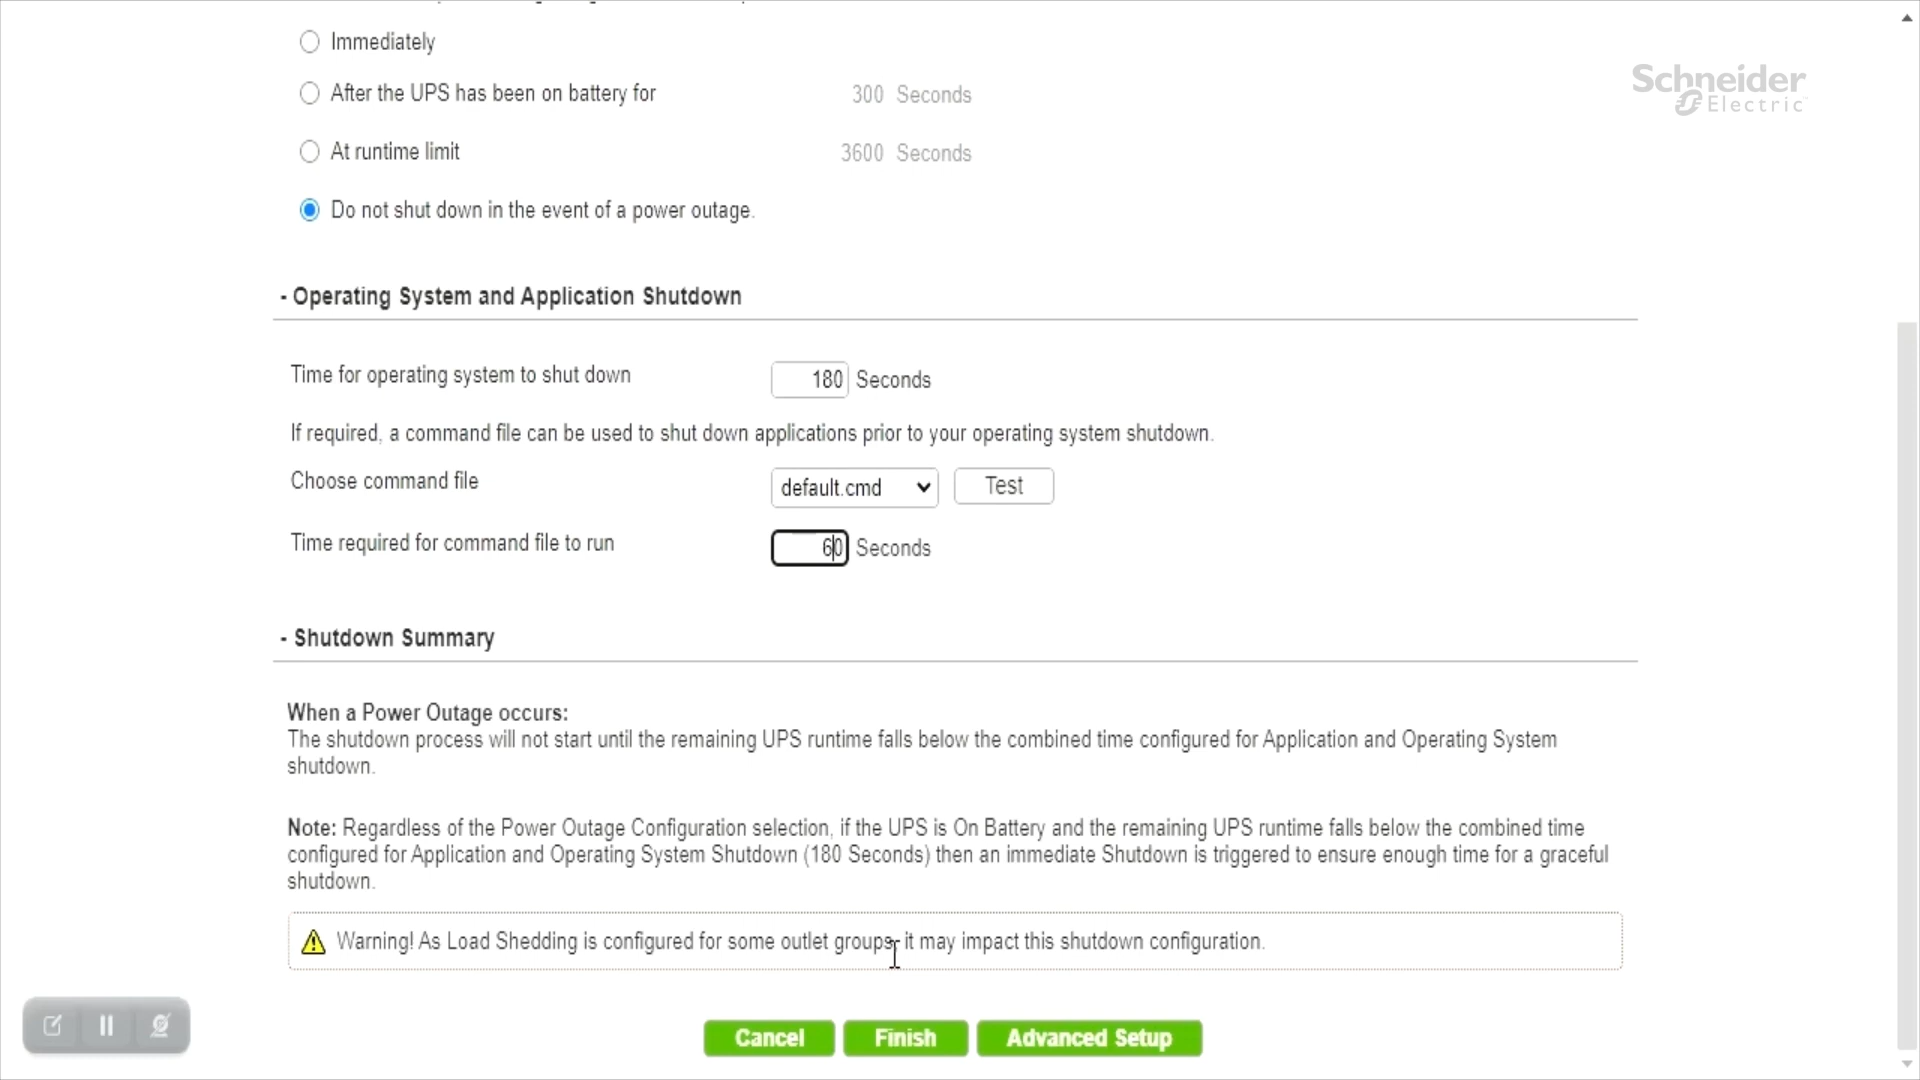 Immediately
After the UPS has been on battery for 300 Seconds
Schneider
Electric
At runtime limit 3600 Seconds
Do not shut down in the event of a power outage.
- Operating System and Application Shutdown
Time for operating system to shut down 180 Seconds
If required, a command file can be used to shut down applications prior to your operating system shutdown.
Choose command file default.cmd Test
Time required for command file to run 60 Seconds
- Shutdown Summary
When a Power Outage occurs:
The shutdown process will not start until the remaining UPS runtime falls below the combined time configured for Application and Operating System
shutdown.
Note: Regardless of the Power Outage Configuration selection, if the UPS is On Battery and the remaining UPS runtime falls below the combined time
configured for Application and Operating System Shutdown (180 Seconds) then an immediate Shutdown is triggered to ensure enough time for a graceful
shutdown.
Warning! As Load Shedding is configured for some outlet groups, it may impact this shutdown configuration.
Cancel Finish Advanced Setup